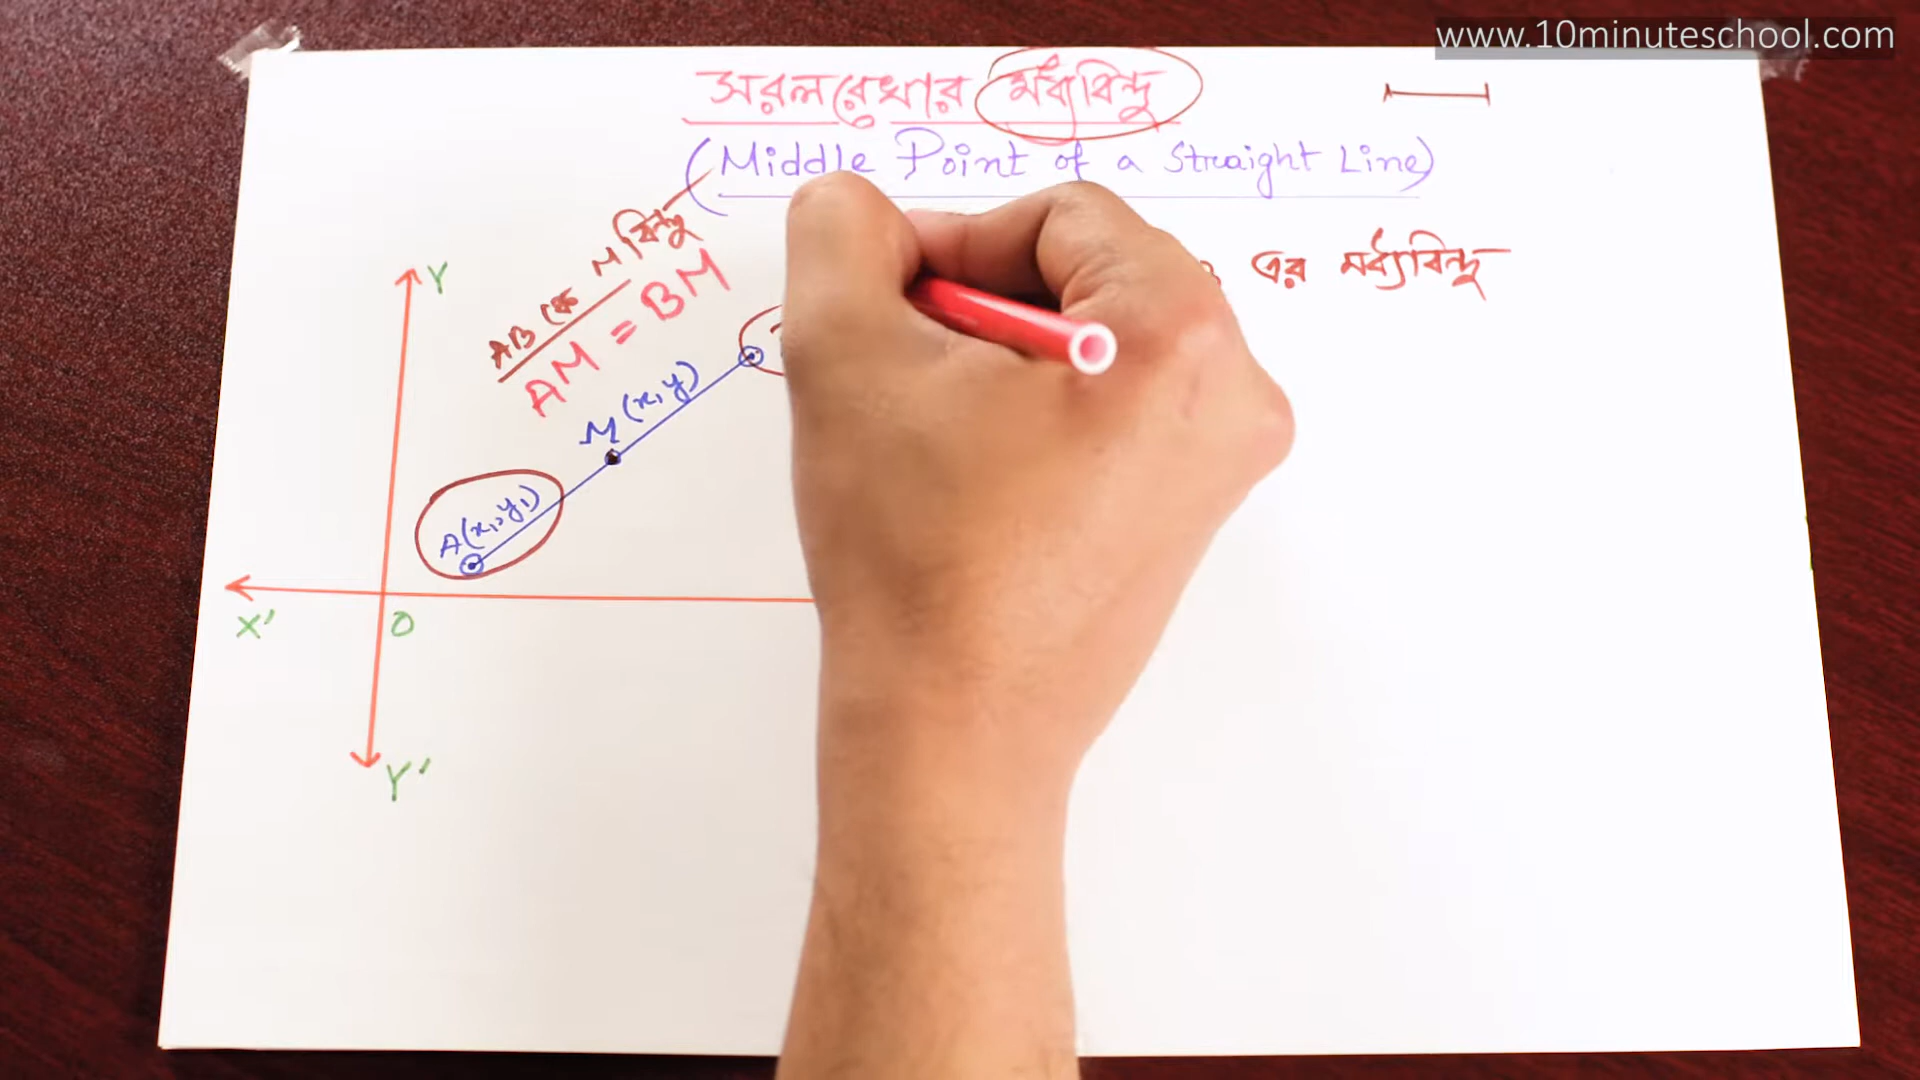 www.10minuteschool.com
সরলরেখার মধ্যবিন্দু
(Middle Point of a Straight Line)
এর মধ্যবিন্দু
AB কে M বিন্দু
AM = BM
Y
M (x, y)
A(x₁, y₁)
X'
O
Y'